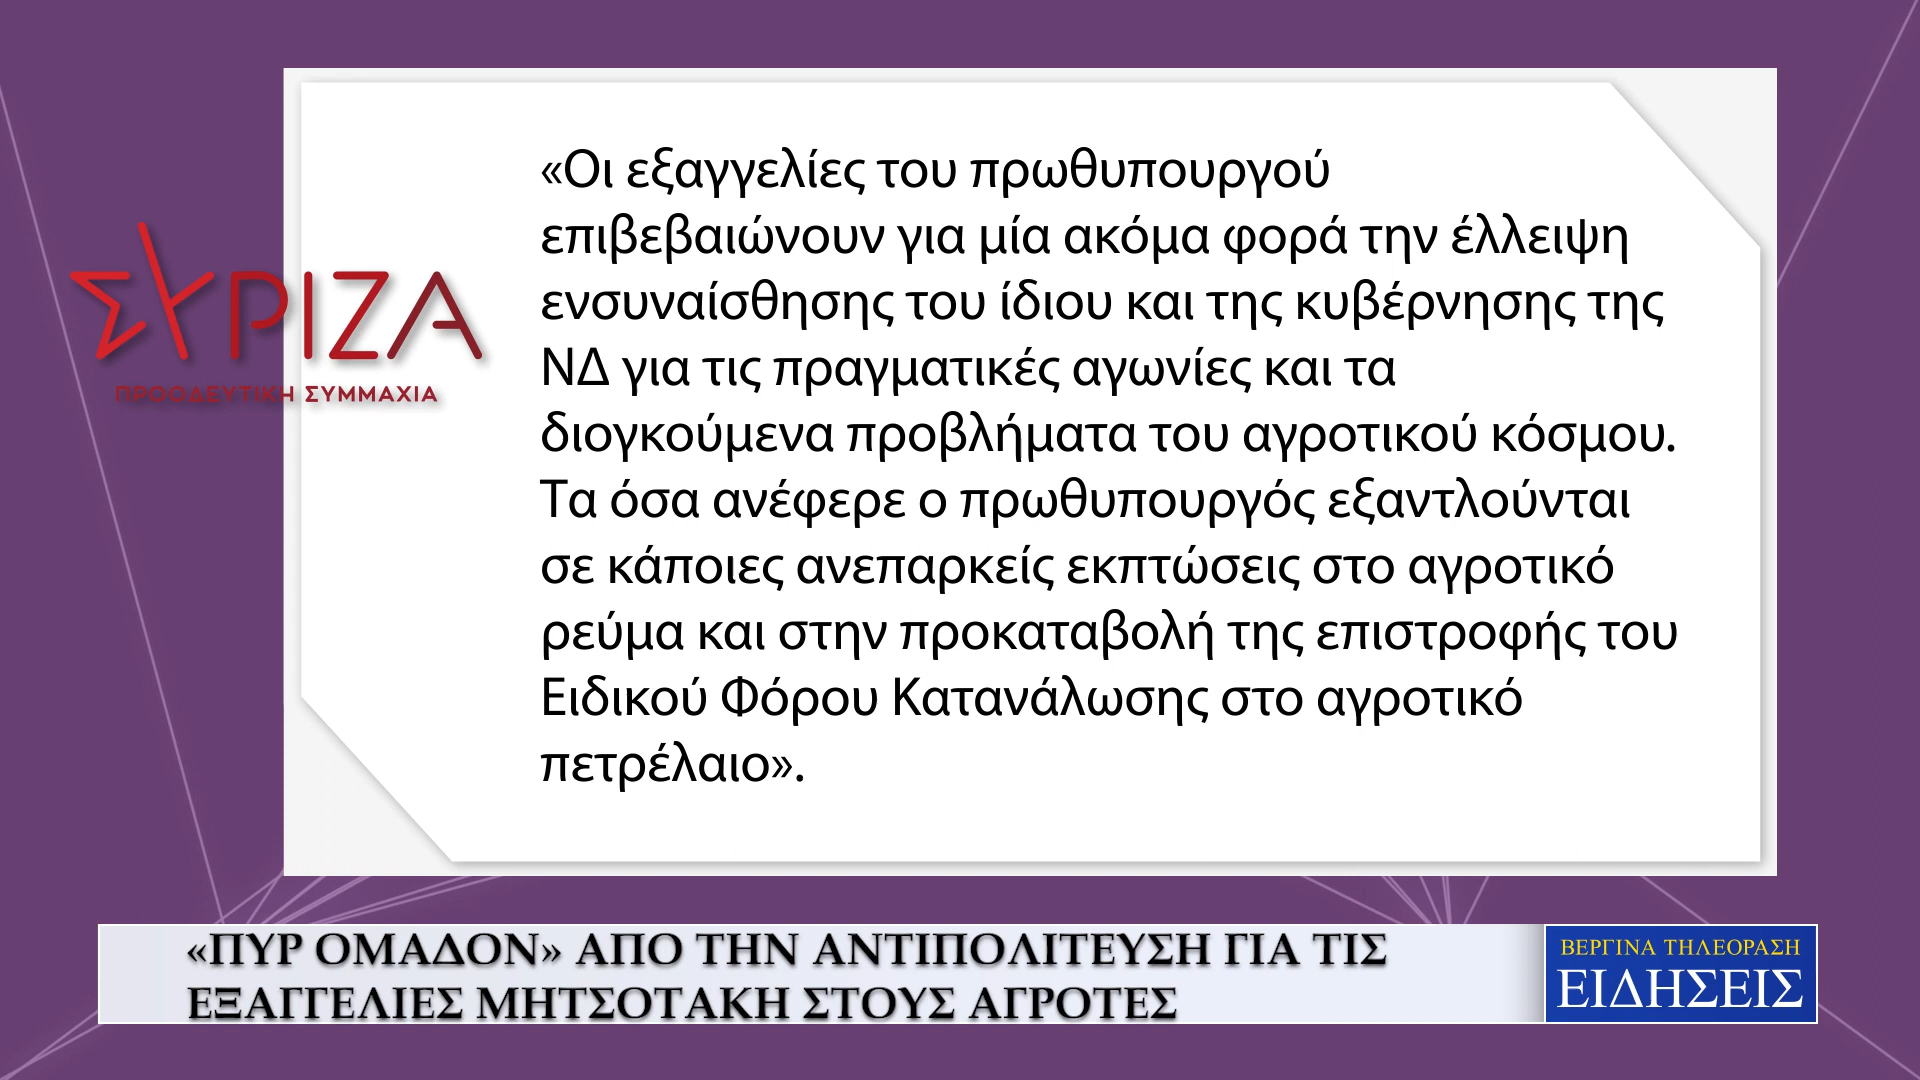 ΣΥΡΙΖΑ
ΠΡΟΟΔΕΥΤΙΚΗ ΣΥΜΜΑΧΙΑ
«Οι εξαγγελίες του πρωθυπουργού
επιβεβαιώνουν για μία ακόμα φορά την έλλειψη
ενσυναίσθησης του ίδιου και της κυβέρνησης της
ΝΔ για τις πραγματικές αγωνίες και τα
διογκούμενα προβλήματα του αγροτικού κόσμου.
Τα όσα ανέφερε ο πρωθυπουργός εξαντλούνται
σε κάποιες ανεπαρκείς εκπτώσεις στο αγροτικό
ρεύμα και στην προκαταβολή της επιστροφής του
Ειδικού Φόρου Κατανάλωσης στο αγροτικό
πετρέλαιο».
«ΠΥΡ ΟΜΑΔΟΝ» ΑΠΟ ΤΗΝ ΑΝΤΙΠΟΛΙΤΕΥΣΗ ΓΙΑ ΤΙΣ
ΕΞΑΓΓΕΛΙΕΣ ΜΗΤΣΟΤΑΚΗ ΣΤΟΥΣ ΑΓΡΟΤΕΣ
ΒΕΡΓΙΝΑ ΤΗΛΕΟΡΑΣΗ
ΕΙΔΗΣΕΙΣ